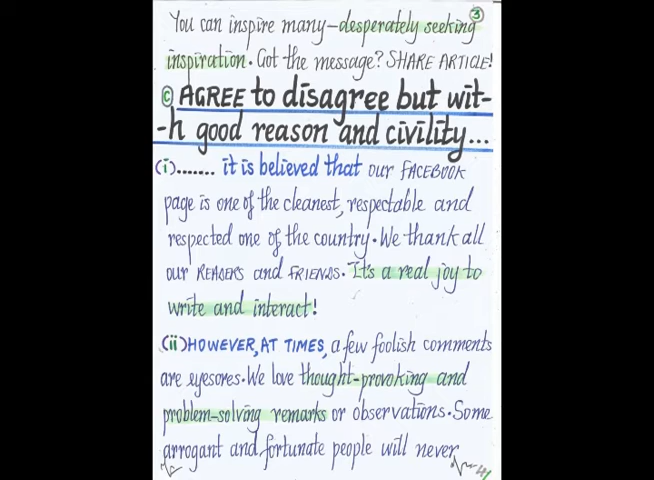 ③
You can inspire many-desperately seeking
inspiration. Got the message? SHARE ARTICLE!
© AGREE to disagree but wit-
-h good reason and civility...
(i)....... it is believed that our FACEBOOK
page is one of the cleanest, respectable and
respected one of the country. We thank all
our READERS and FRIENDS. It's a real joy to
write and interact!
(ii) HOWEVER, AT TIMES, a few foolish comments
are eyesores. We love thought-provoking and
problem-solving remarks or observations. Some
arrogant and fortunate people will never
4/